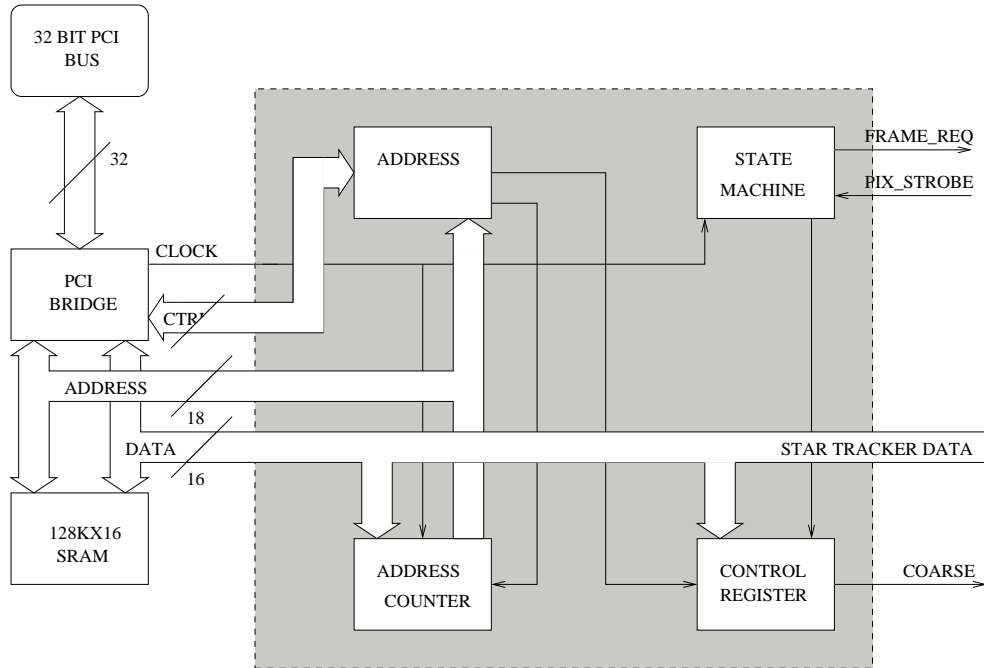 32 BIT PCI
BUS
32
ADDRESS
STATE
MACHINE
FRAME_REQ
PIX_STROBE
CLOCK
PCI
BRIDGE
ADDRESS
18
DATA
16
STAR TRACKER DATA
128KX16
SRAM
ADDRESS
COUNTER
CONTROL
REGISTER
COARSE